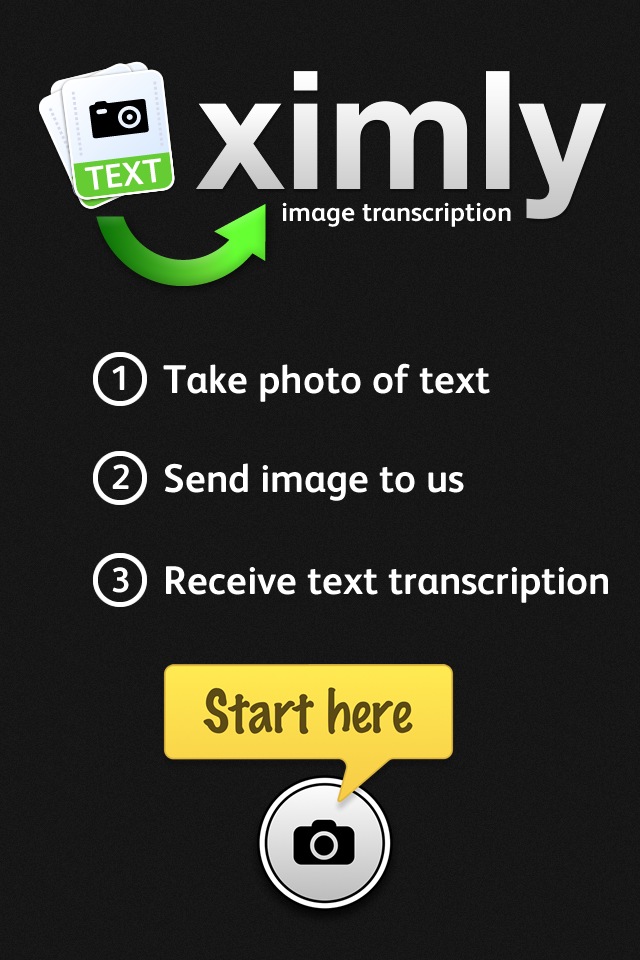 TEXT
ximly
image transcription
1 Take photo of text
2 Send image to us
3 Receive text transcription
Start here